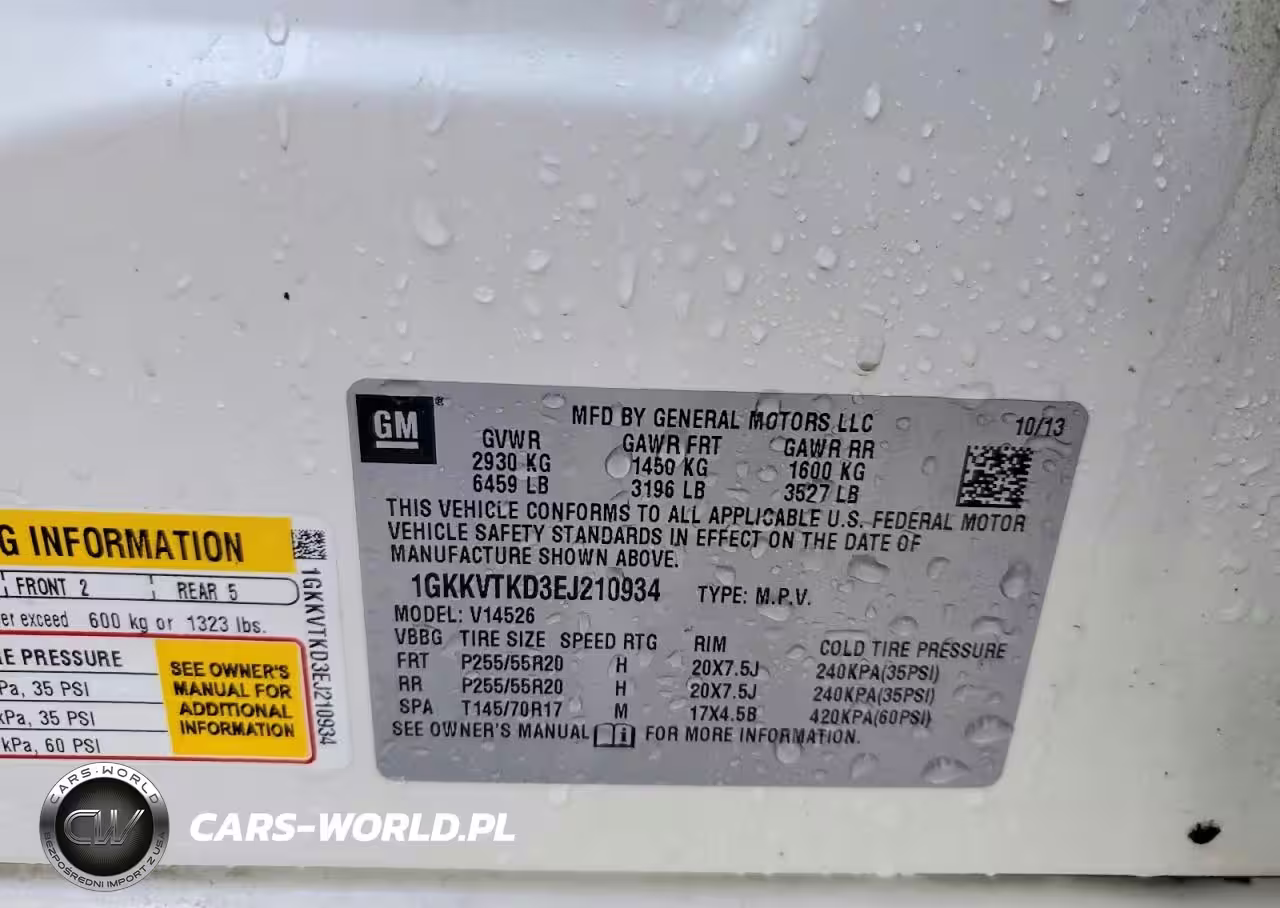 GM ®
MFD BY GENERAL MOTORS LLC 10/13
GVWR GAWR FRT GAWR RR
2930 KG 1450 KG 1600 KG
6459 LB 3196 LB 3527 LB
THIS VEHICLE CONFORMS TO ALL APPLICABLE U.S. FEDERAL MOTOR
VEHICLE SAFETY STANDARDS IN EFFECT ON THE DATE OF
MANUFACTURE SHOWN ABOVE.
1GKKVTKD3EJ210934 TYPE: M.P.V.
MODEL: V14526
VBBG TIRE SIZE SPEED RTG RIM COLD TIRE PRESSURE
FRT P255/55R20 H 20X7.5J 240KPA(35PSI)
RR P255/55R20 H 20X7.5J 240KPA(35PSI)
SPA T145/70R17 M 17X4.5B 420KPA(60PSI)
SEE OWNER'S MANUAL i FOR MORE INFORMATION.
G INFORMATION
FRONT 2 REAR 5
er exceed 600 kg or 1323 lbs.
E PRESSURE
Pa, 35 PSI
kPa, 35 PSI
kPa, 60 PSI
SEE OWNER'S
MANUAL FOR
ADDITIONAL
INFORMATION
1GKKVTKD3EJ210934
CARS-WORLD
CW
BEZPOŚREDNI IMPORT Z USA
CARS-WORLD.PL